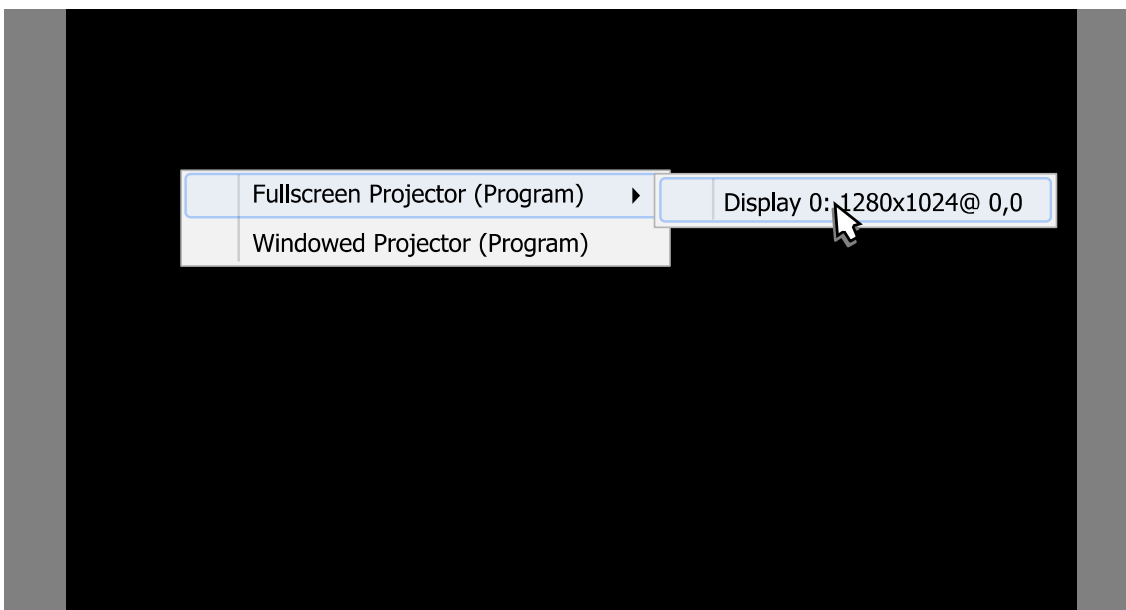 Fullscreen Projector (Program)
Display 0: 1280x1024@ 0,0
Windowed Projector (Program)